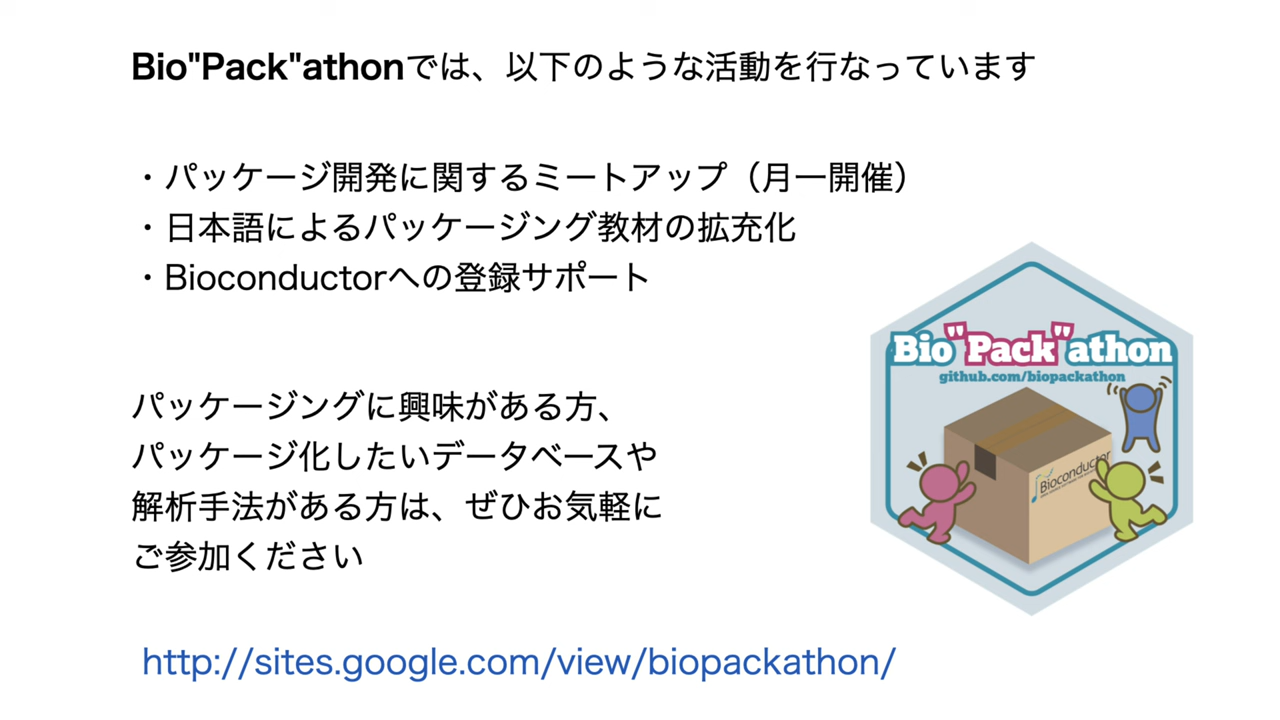 Bio"Pack"athonでは、以下のような活動を行なっています
・パッケージ開発に関するミートアップ（月一開催）
・日本語によるパッケージング教材の拡充化
・Bioconductorへの登録サポート
パッケージングに興味がある方、
パッケージ化したいデータベースや
解析手法がある方は、ぜひお気軽に
ご参加ください
http://sites.google.com/view/biopackathon/
Bio"Pack"athon
github.com/biopackathon
Bioconductor